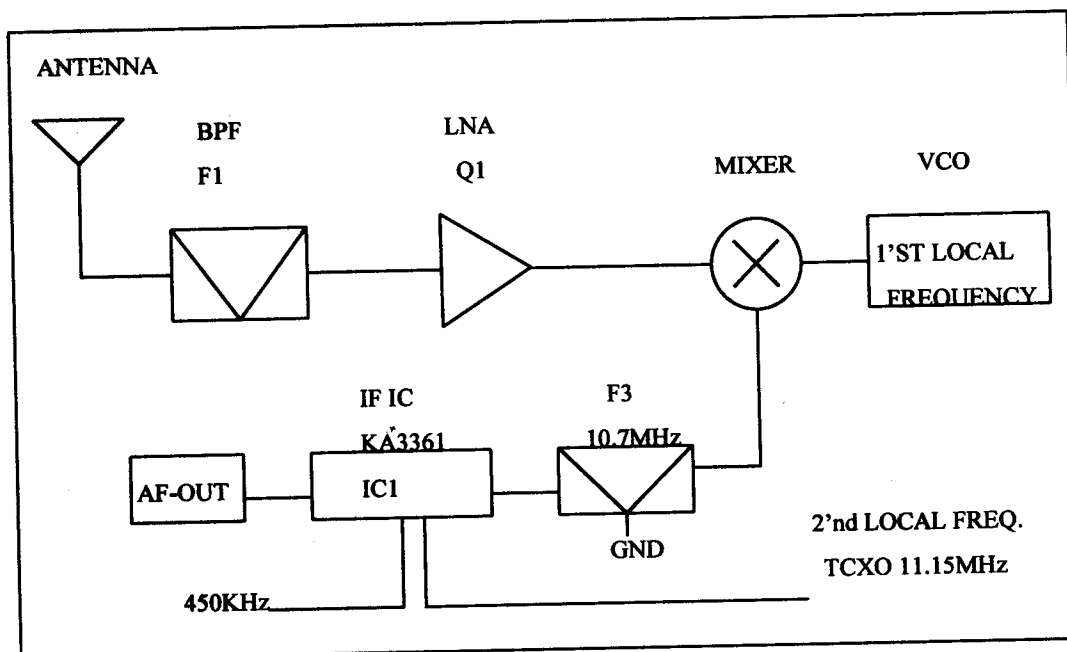 ANTENNA
BPF
F1
LNA
Q1
MIXER
VCO
1'ST LOCAL
FREQUENCY
IF IC
KA3361
IC1
F3
10.7MHz
AF-OUT
GND
2'nd LOCAL FREQ.
TCXO 11.15MHz
450KHz